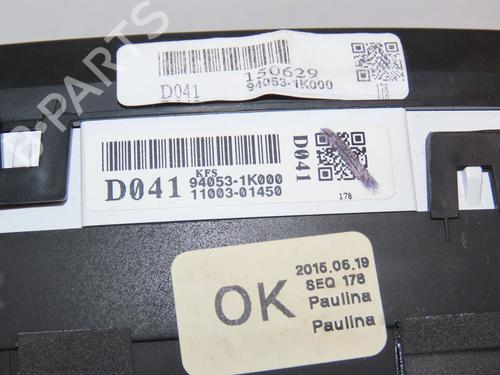 150629
D041 94053-1K000
178
KFS
D041 94053-1K000
11003-01450
D041
178
OK
2015.06.19
SEQ 178
Paulina
Paulina
B-PARTS